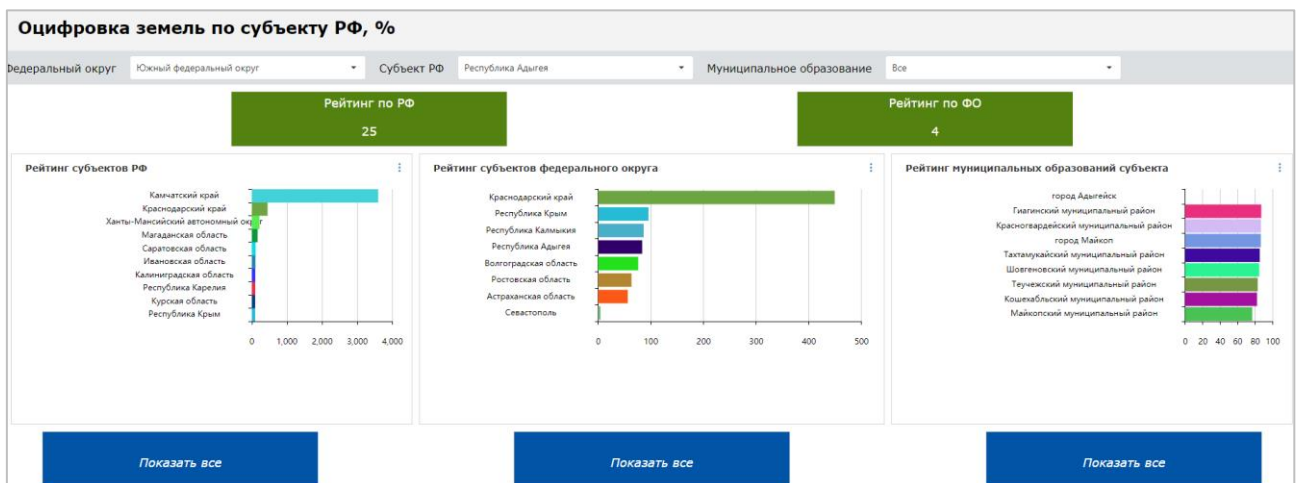 Оцифровка земель по субъекту РФ, %
Федеральный округ Южный федеральный округ Субъект РФ Республика Адыгея Муниципальное образование Все
Рейтинг по РФ
25
Рейтинг по ФО
4
Рейтинг субъектов РФ
Камчатский край
Краснодарский край
Ханты-Мансийский автономный округ
Магаданская область
Саратовская область
Ивановская область
Калининградская область
Республика Карелия
Курская область
Республика Крым
0 1,000 2,000 3,000 4,000
Рейтинг субъектов федерального округа
Краснодарский край
Республика Крым
Республика Калмыкия
Республика Адыгея
Волгоградская область
Ростовская область
Астраханская область
Севастополь
0 100 200 300 400 500
Рейтинг муниципальных образований субъекта
город Адыгейск
Гиагинский муниципальный район
Красногвардейский муниципальный район
город Майкоп
Тахтамукайский муниципальный район
Шовгеновский муниципальный район
Теучежский муниципальный район
Кошехабльский муниципальный район
Майкопский муниципальный район
0 20 40 60 80 100
Показать все
Показать все
Показать все